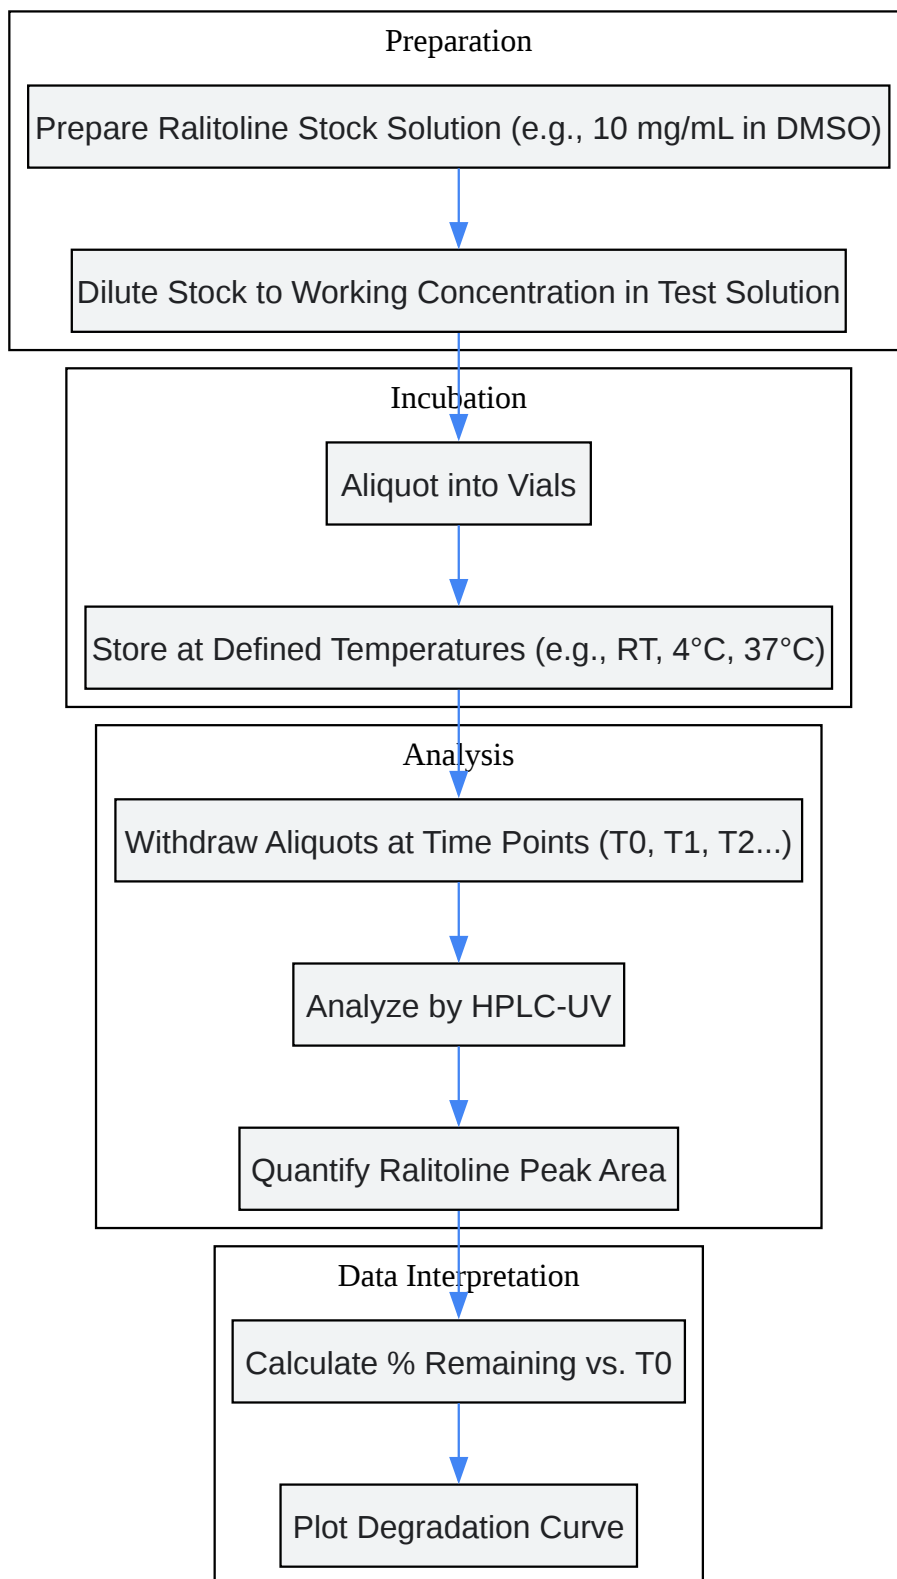 Preparation
Prepare Ralitoline Stock Solution (e.g., 10 mg/mL in DMSO)
Dilute Stock to Working Concentration in Test Solution
Incubation
Aliquot into Vials
Store at Defined Temperatures (e.g., RT, 4°C, 37°C)
Analysis
Withdraw Aliquots at Time Points (T0, T1, T2...)
Analyze by HPLC-UV
Quantify Ralitoline Peak Area
Data Interpretation
Calculate % Remaining vs. T0
Plot Degradation Curve